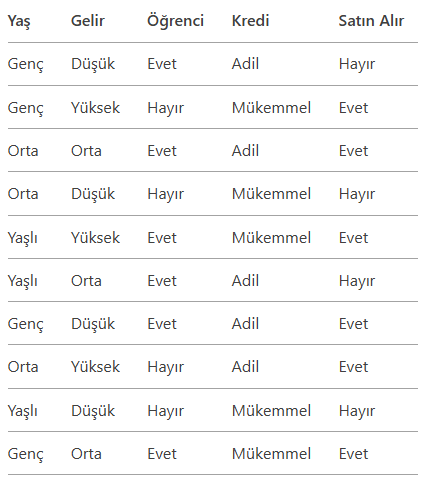 Yaş Gelir Öğrenci Kredi Satın Alır
Genç Düşük Evet Adil Hayır
Genç Yüksek Hayır Mükemmel Evet
Orta Orta Evet Adil Evet
Orta Düşük Hayır Mükemmel Hayır
Yaşlı Yüksek Evet Mükemmel Evet
Yaşlı Orta Evet Adil Hayır
Genç Düşük Evet Adil Evet
Orta Yüksek Hayır Adil Evet
Yaşlı Düşük Hayır Mükemmel Hayır
Genç Orta Evet Mükemmel Evet